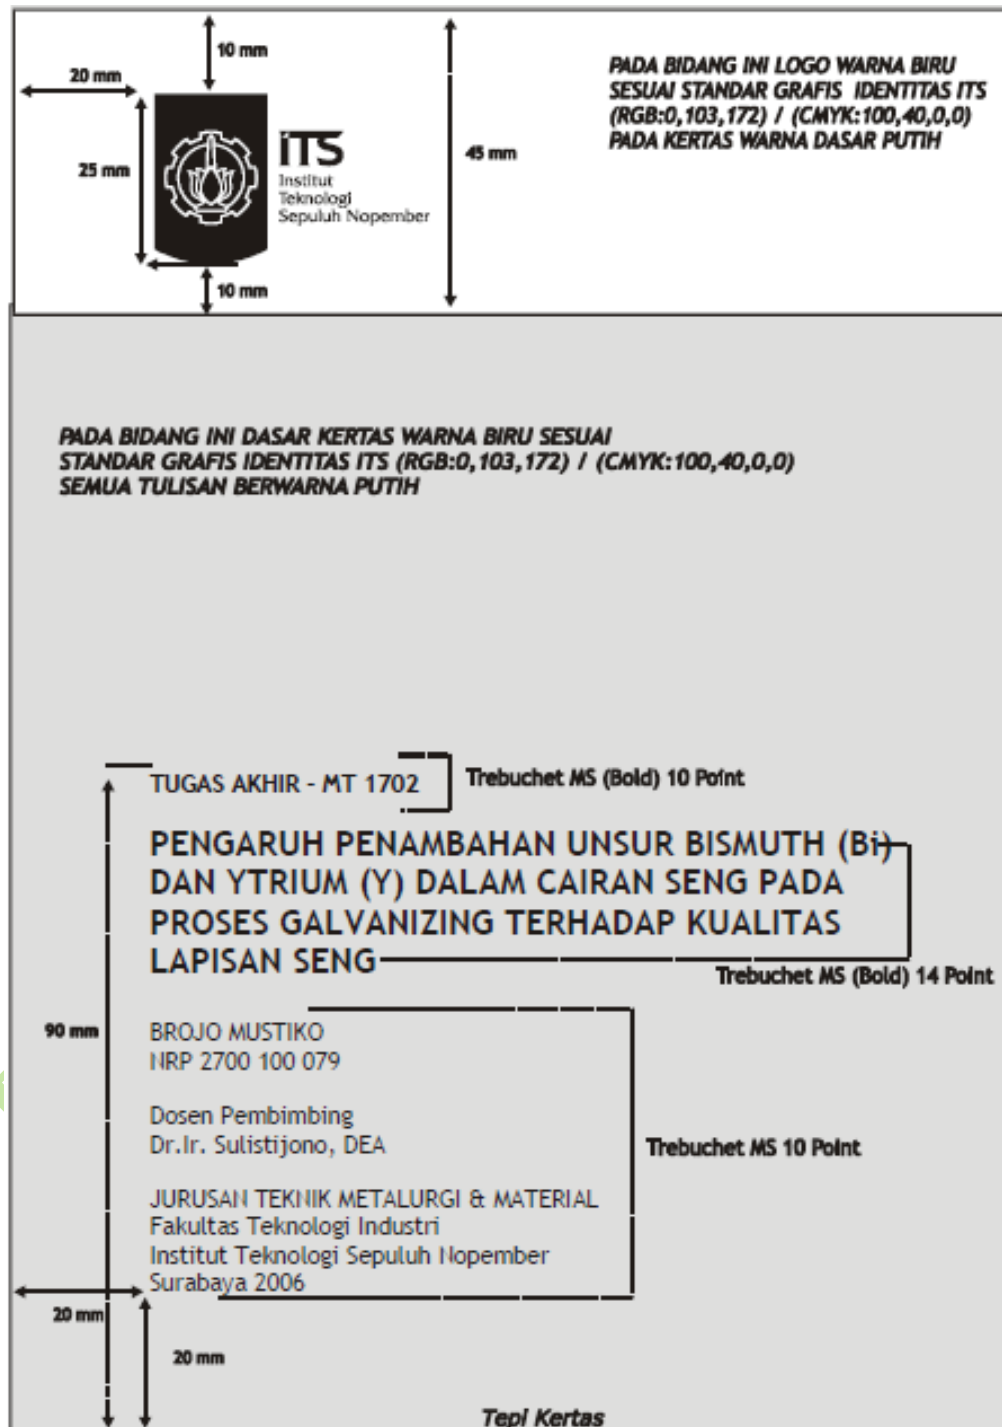 10 mm
20 mm
PADA BIDANG INI LOGO WARNA BIRU
SESUAI STANDAR GRAFIS IDENTITAS ITS
(RGB:0,103,172) / (CMYK:100,40,0,0)
PADA KERTAS WARNA DASAR PUTIH
25 mm
iTS
Institut
Teknologi
Sepuluh Nopember
45 mm
10 mm
PADA BIDANG INI DASAR KERTAS WARNA BIRU SESUAI
STANDAR GRAFIS IDENTITAS ITS (RGB:0,103,172) / (CMYK:100,40,0,0)
SEMUA TULISAN BERWARNA PUTIH
TUGAS AKHIR - MT 1702
Trebuchet MS (Bold) 10 Point
PENGARUH PENAMBAHAN UNSUR BISMUTH (Bi)
DAN YTRIUM (Y) DALAM CAIRAN SENG PADA
PROSES GALVANIZING TERHADAP KUALITAS
LAPISAN SENG
Trebuchet MS (Bold) 14 Point
90 mm
BROJO MUSTIKO
NRP 2700 100 079
Dosen Pembimbing
Dr.Ir. Sulistijono, DEA
Trebuchet MS 10 Point
JURUSAN TEKNIK METALURGI & MATERIAL
Fakultas Teknologi Industri
Institut Teknologi Sepuluh Nopember
Surabaya 2006
20 mm
20 mm
Tepi Kertas